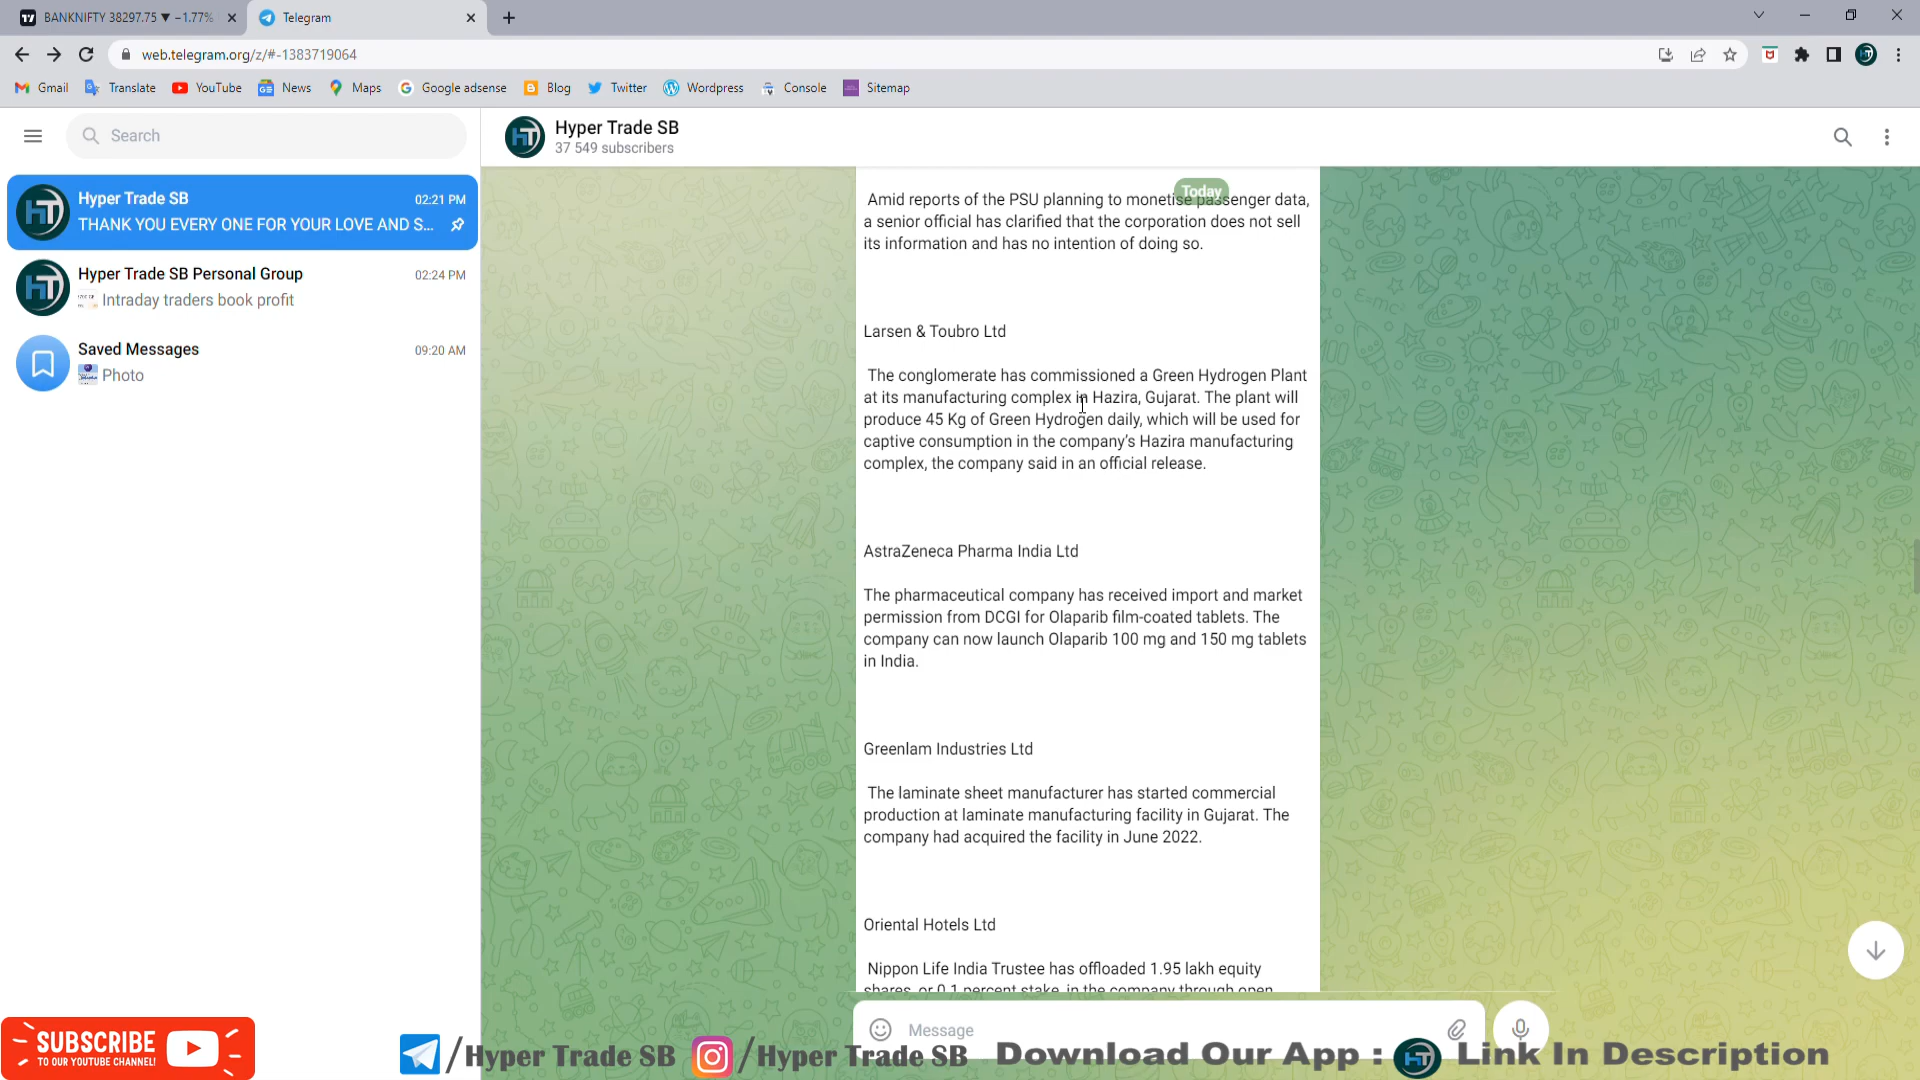 BANKNIFTY 38297.75 ▼ −1.77%
Telegram
web.telegram.org/z/#-1383719064
Gmail
Translate
YouTube
News
Maps
Google adsense
Blog
Twitter
Wordpress
Console
Sitemap
Search
Hyper Trade SB
37 549 subscribers
Hyper Trade SB
02:21 PM
THANK YOU EVERY ONE FOR YOUR LOVE AND S...
Hyper Trade SB Personal Group
02:24 PM
Intraday traders book profit
Saved Messages
09:20 AM
Photo
Today
Amid reports of the PSU planning to monetise passenger data,
a senior official has clarified that the corporation does not sell
its information and has no intention of doing so.
Larsen & Toubro Ltd
The conglomerate has commissioned a Green Hydrogen Plant
at its manufacturing complex in Hazira, Gujarat. The plant will
produce 45 Kg of Green Hydrogen daily, which will be used for
captive consumption in the company’s Hazira manufacturing
complex, the company said in an official release.
AstraZeneca Pharma India Ltd
The pharmaceutical company has received import and market
permission from DCGI for Olaparib film-coated tablets. The
company can now launch Olaparib 100 mg and 150 mg tablets
in India.
Greenlam Industries Ltd
The laminate sheet manufacturer has started commercial
production at laminate manufacturing facility in Gujarat. The
company had acquired the facility in June 2022.
Oriental Hotels Ltd
Nippon Life India Trustee has offloaded 1.95 lakh equity
shares, or 0.1 percent stake, in the company through open
Message
SUBSCRIBE
TO OUR YOUTUBE CHANNEL!
/Hyper Trade SB
/Hyper Trade SB
Download Our App :
Link In Description